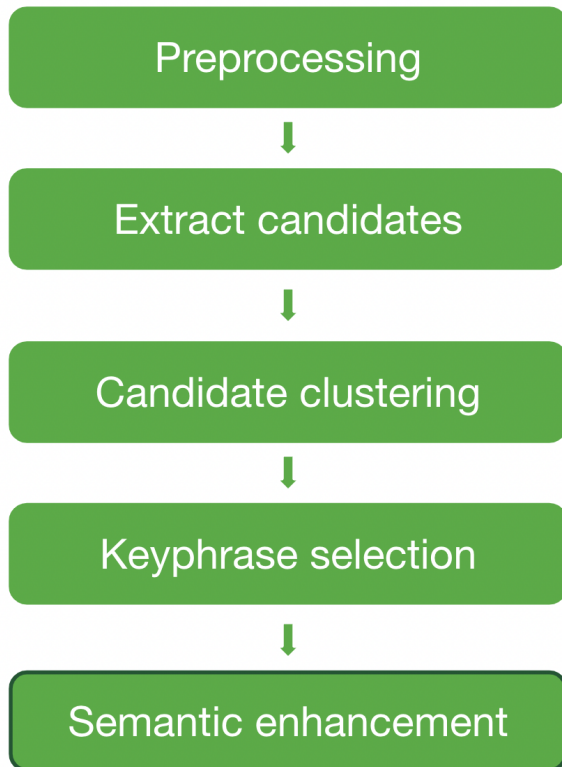 Preprocessing
Extract candidates
Candidate clustering
Keyphrase selection
Semantic enhancement